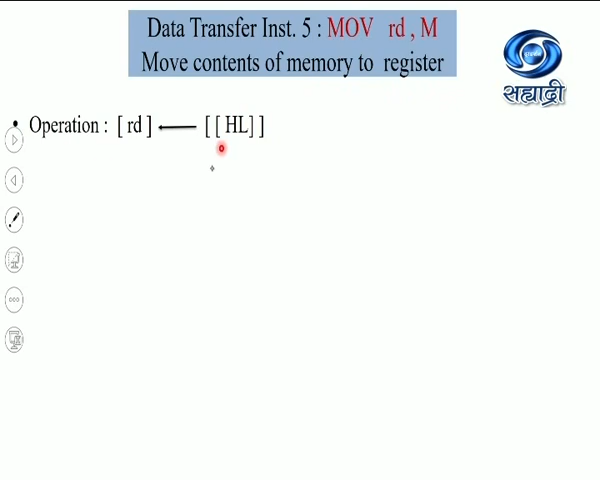 Data Transfer Inst. 5 : MOV rd , M
Move contents of memory to register
सह्याद्री
• Operation : [ rd ] ⟵ [ [ HL] ]